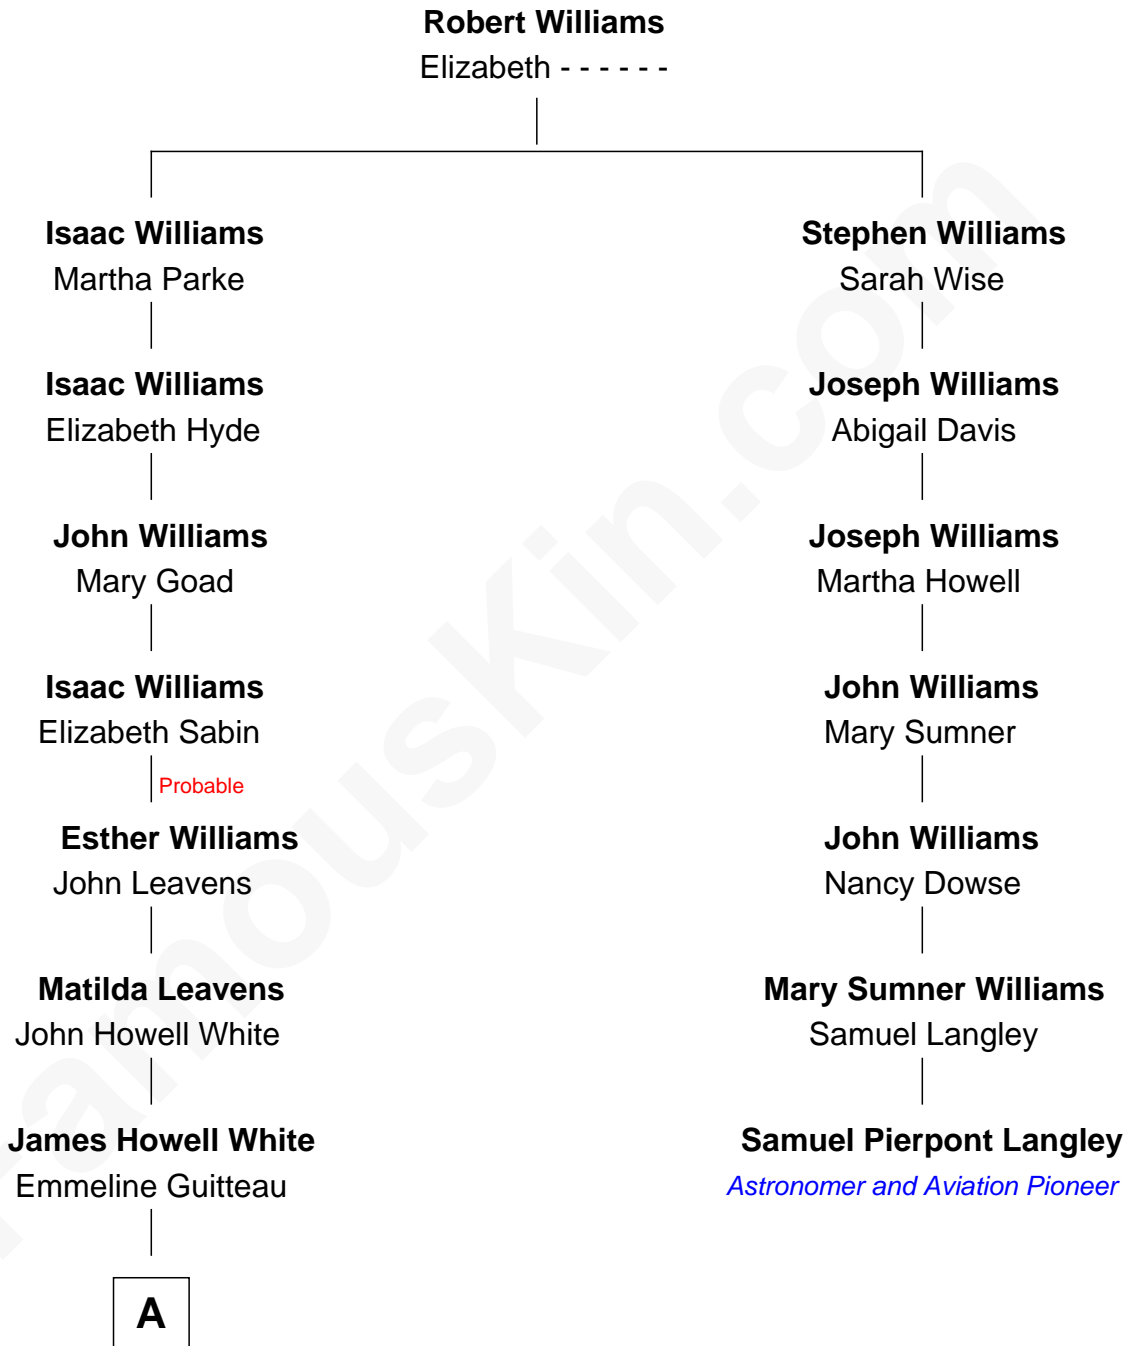 Robert Williams
Elizabeth - - - - - -
Isaac Williams
Martha Parke
Stephen Williams
Sarah Wise
Isaac Williams
Elizabeth Hyde
Joseph Williams
Abigail Davis
John Williams
Mary Goad
Joseph Williams
Martha Howell
Isaac Williams
Elizabeth Sabin
John Williams
Mary Sumner
Probable
Esther Williams
John Leavens
John Williams
Nancy Dowse
Matilda Leavens
John Howell White
Mary Sumner Williams
Samuel Langley
James Howell White
Emmeline Guitteau
Samuel Pierpont Langley
Astronomer and Aviation Pioneer
A
FamousKin.com